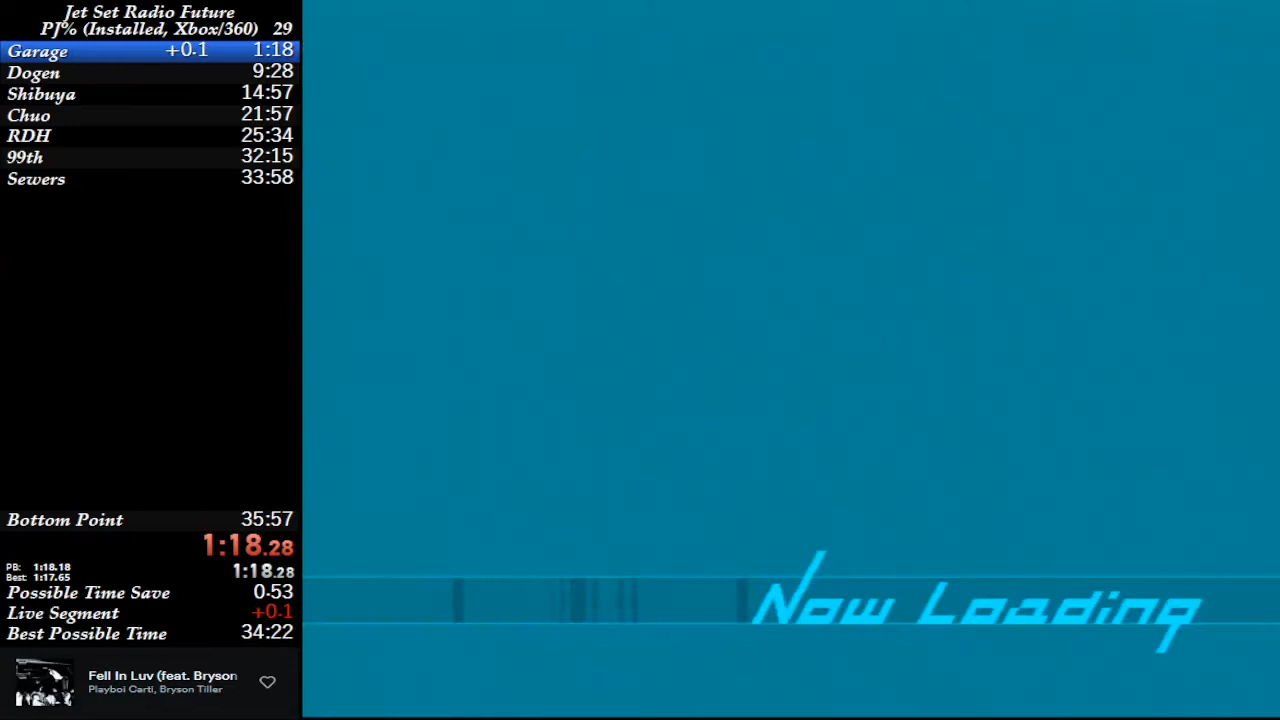 Jet Set Radio Future
PJ% (Installed, Xbox/360) 29
Garage +0.1 1:18
Dogen 9:28
Shibuya 14:57
Chuo 21:57
RDH 25:34
99th 32:15
Sewers 33:58
Bottom Point 35:57
1:18.28
PB: 1:18.18
Best: 1:17.65
1:18.28
Possible Time Save 0.53
Live Segment +0.1
Best Possible Time 34:22
Fell In Luv (feat. Bryson
Playboi Carti, Bryson Tiller
Now Loading